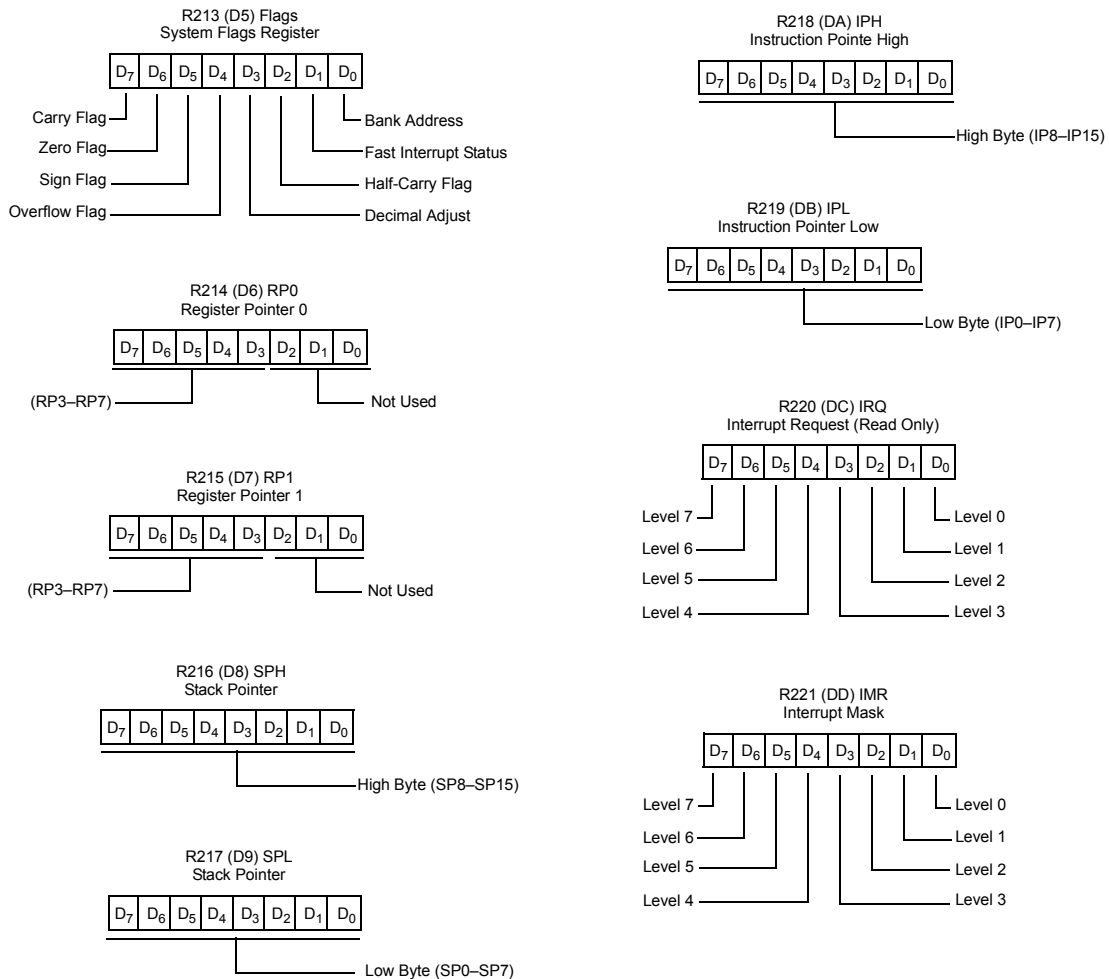 R213 (D5) Flags
System Flags Register
D7 D6 D5 D4 D3 D2 D1 D0
Carry Flag
Zero Flag
Sign Flag
Overflow Flag
Bank Address
Fast Interrupt Status
Half-Carry Flag
Decimal Adjust
R214 (D6) RP0
Register Pointer 0
D7 D6 D5 D4 D3 D2 D1 D0
(RP3–RP7)
Not Used
R215 (D7) RP1
Register Pointer 1
D7 D6 D5 D4 D3 D2 D1 D0
(RP3–RP7)
Not Used
R216 (D8) SPH
Stack Pointer
D7 D6 D5 D4 D3 D2 D1 D0
High Byte (SP8–SP15)
R217 (D9) SPL
Stack Pointer
D7 D6 D5 D4 D3 D2 D1 D0
Low Byte (SP0–SP7)
R218 (DA) IPH
Instruction Pointe High
D7 D6 D5 D4 D3 D2 D1 D0
High Byte (IP8–IP15)
R219 (DB) IPL
Instruction Pointer Low
D7 D6 D5 D4 D3 D2 D1 D0
Low Byte (IP0–IP7)
R220 (DC) IRQ
Interrupt Request (Read Only)
D7 D6 D5 D4 D3 D2 D1 D0
Level 7
Level 6
Level 5
Level 4
Level 0
Level 1
Level 2
Level 3
R221 (DD) IMR
Interrupt Mask
D7 D6 D5 D4 D3 D2 D1 D0
Level 7
Level 6
Level 5
Level 4
Level 0
Level 1
Level 2
Level 3